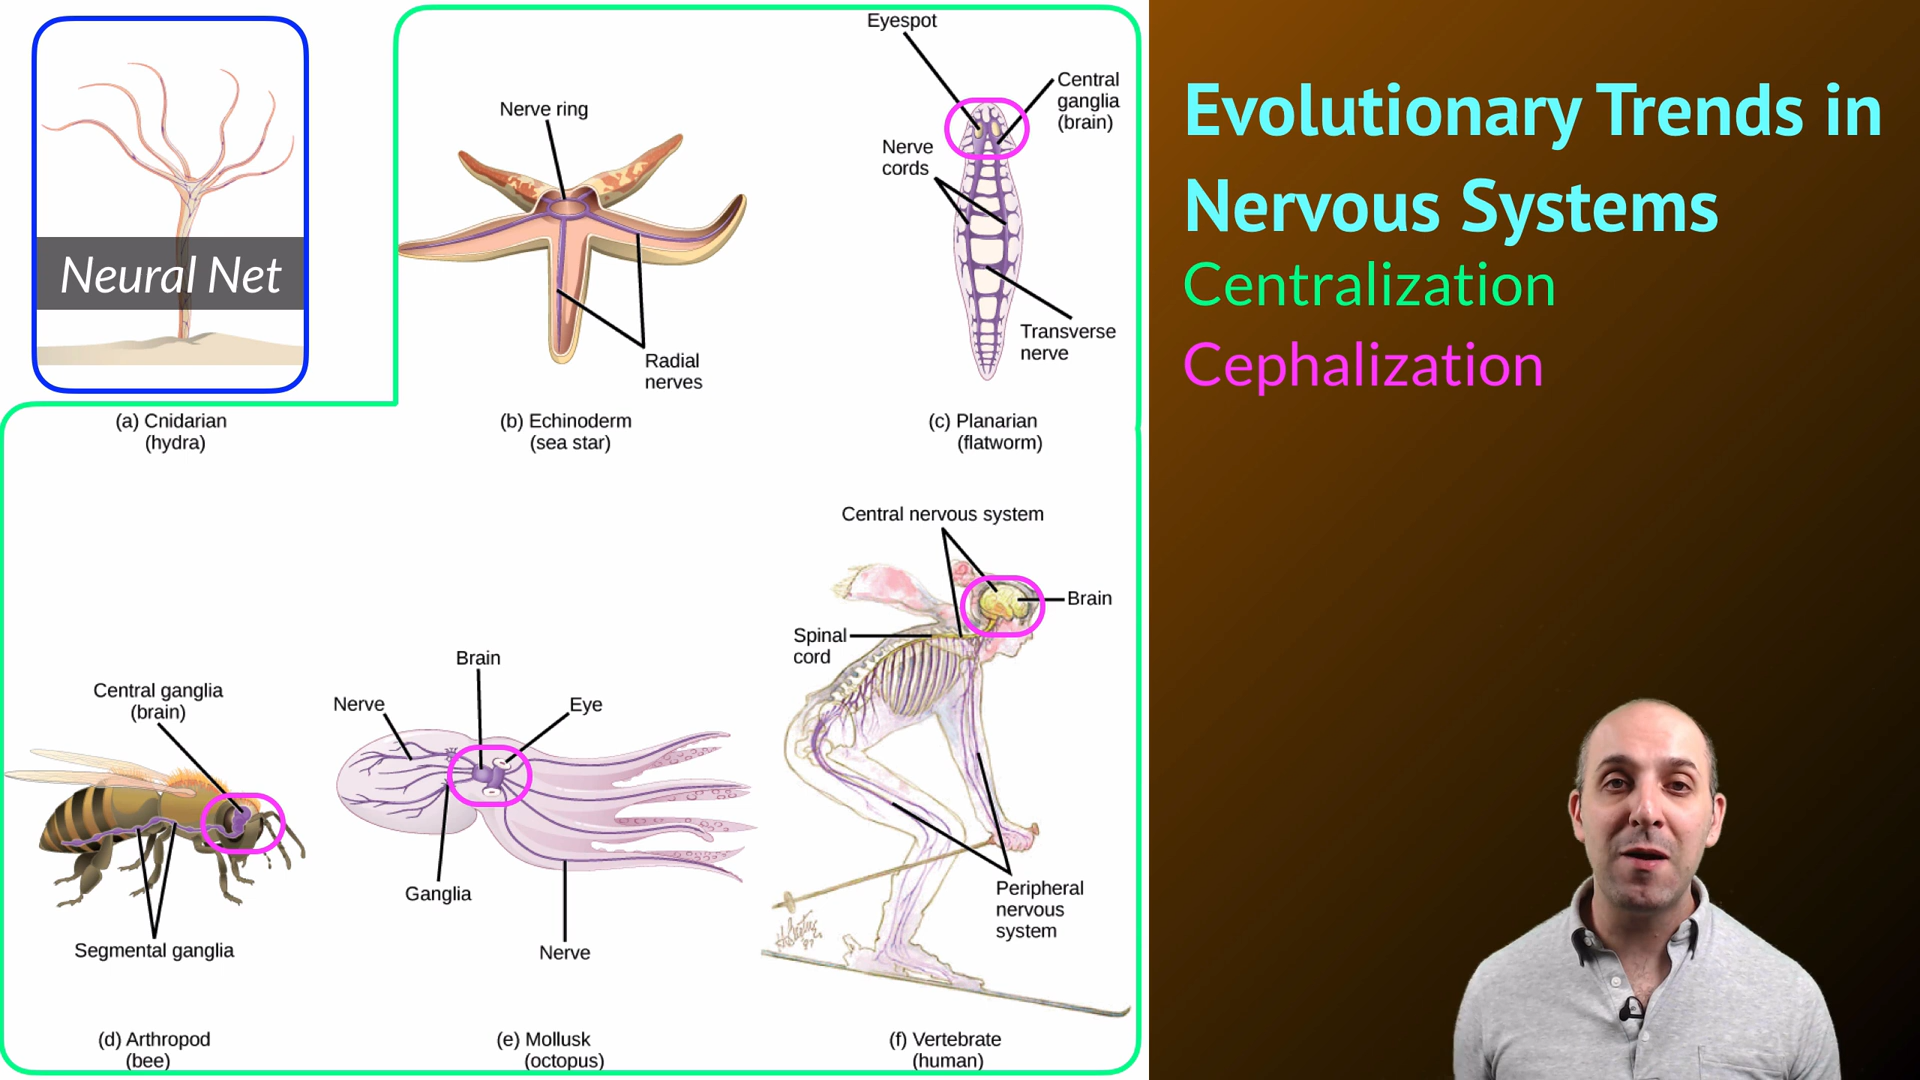 Eyespot
Central
ganglia
(brain)
Nerve ring
Nerve
cords
Neural Net
Transverse
nerve
Radial
nerves
(a) Cnidarian
(hydra)
(b) Echinoderm
(sea star)
(c) Planarian
(flatworm)
Central nervous system
Brain
Spinal
cord
Brain
Central ganglia
(brain)
Nerve
Eye
Ganglia
Peripheral
nervous
system
Segmental ganglia
Nerve
(d) Arthropod
(bee)
(e) Mollusk
(octopus)
(f) Vertebrate
(human)
Evolutionary Trends in
Nervous Systems
Centralization
Cephalization